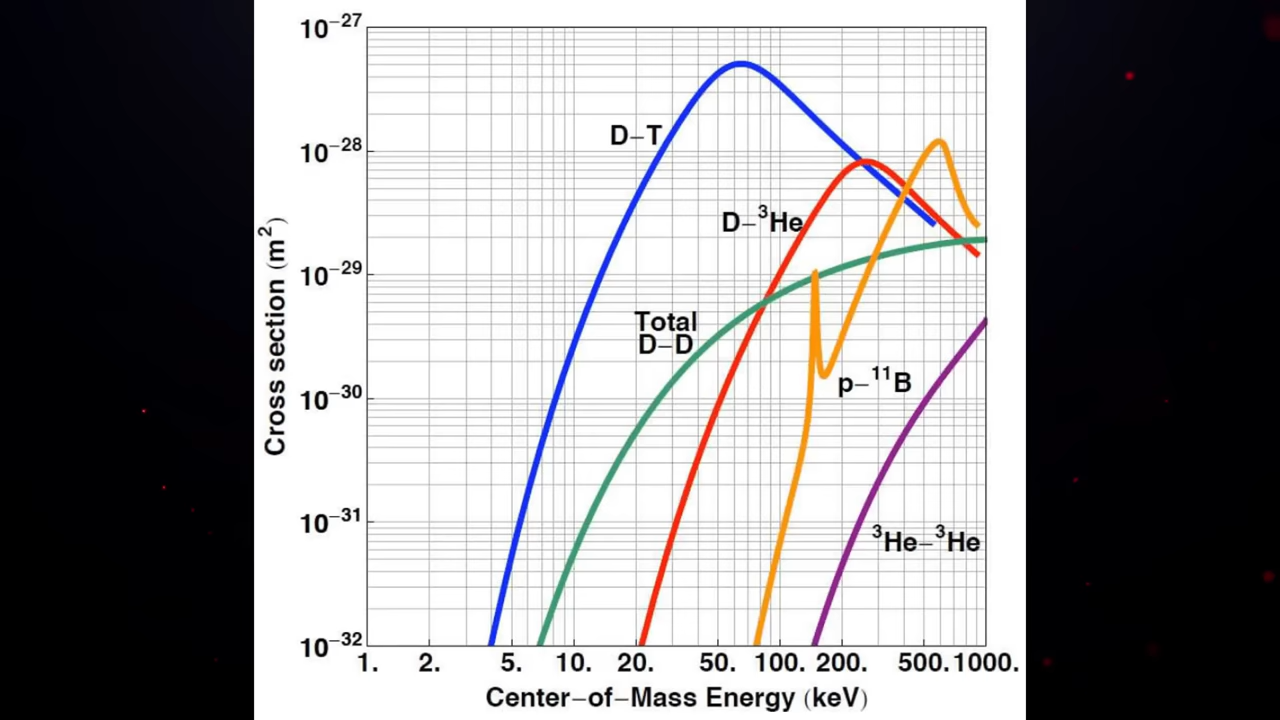 10−27
10−28
10−29
10−30
10−31
10−32
Cross section (m2)
D−T
D−3He
Total
D−D
p−11B
3He−3He
1. 2. 5. 10. 20. 50. 100. 200. 500. 1000.
Center−of−Mass Energy (keV)